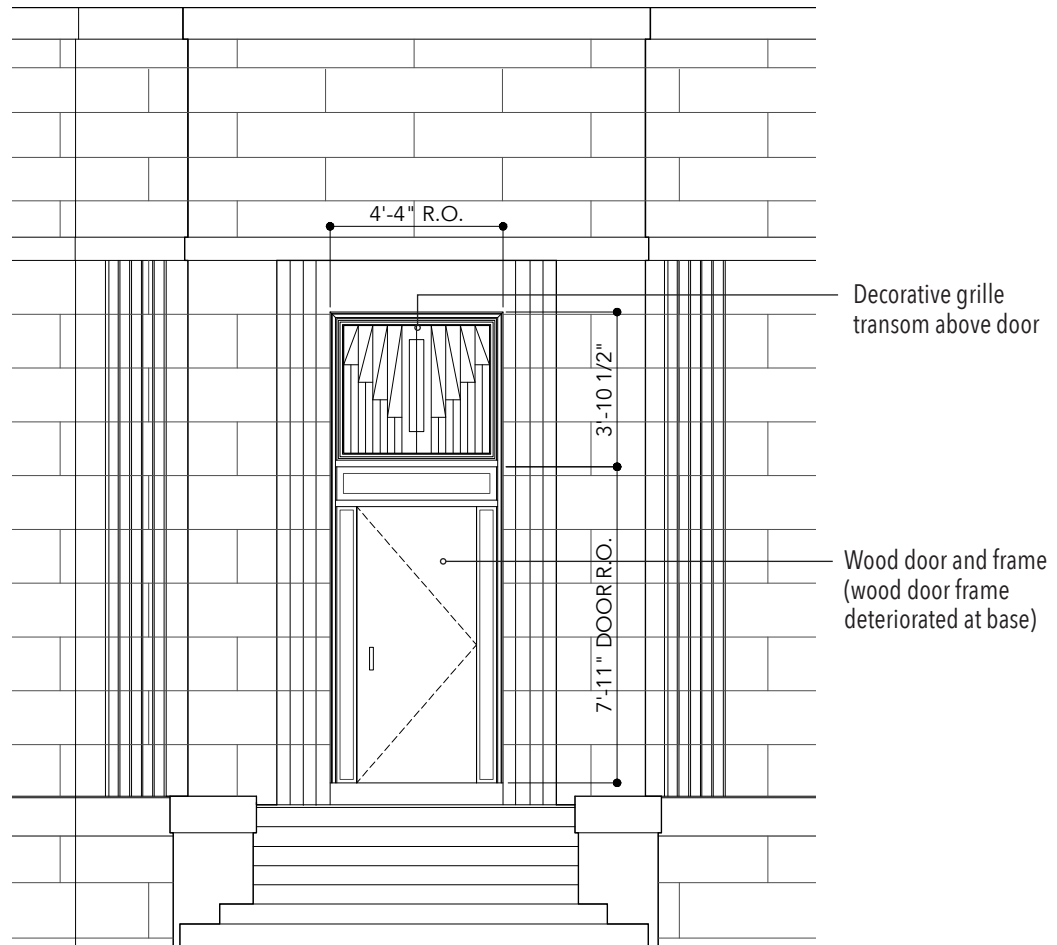 4'-4" R.O.
Decorative grille
transom above door
3'-10 1/2"
7'-11" DOOR R.O.
Wood door and frame
(wood door frame
deteriorated at base)